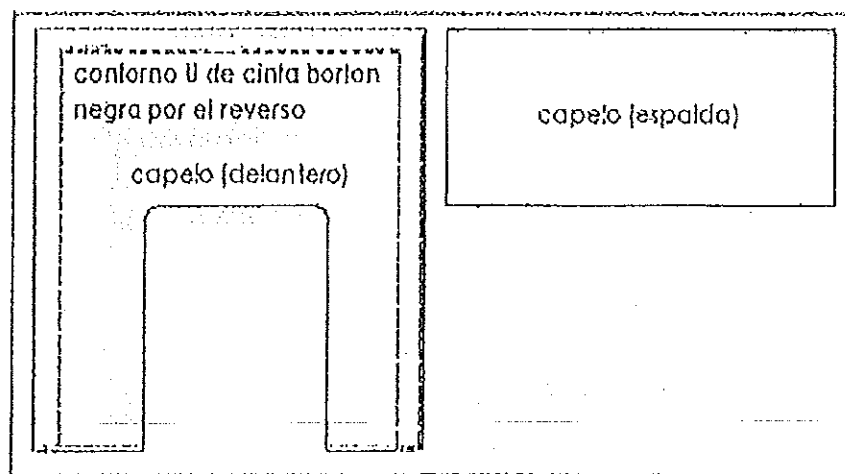 contorno U de cinta borlon
negra por el reverso
capelo (delantero)
capelo (espalda)